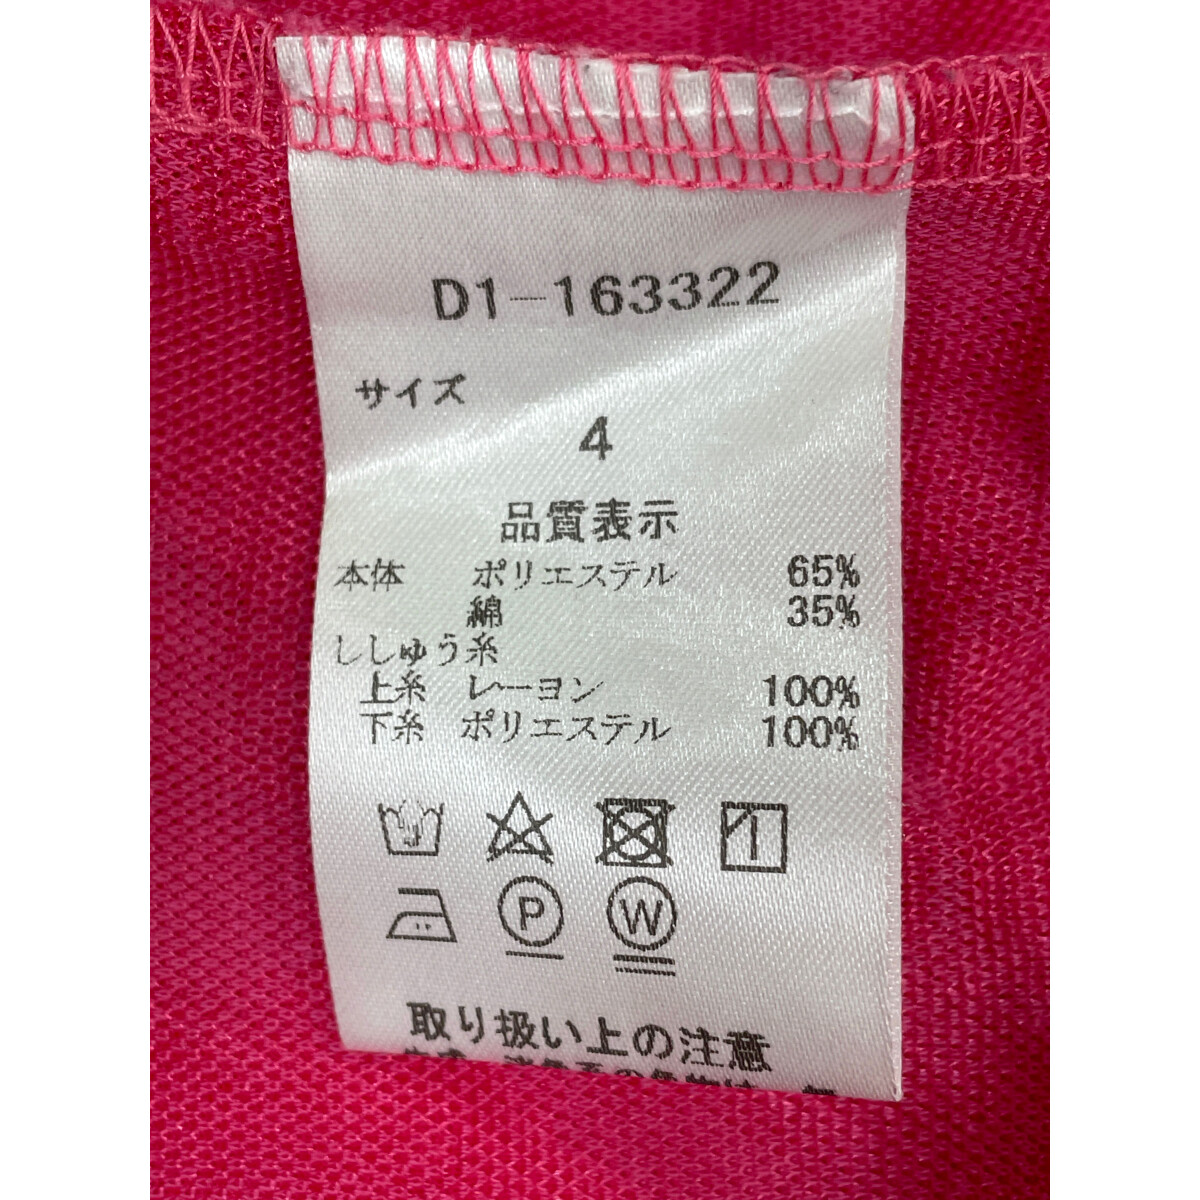 D1-163322
サイズ
4
品質表示
本体 ポリエステル 65%
綿 35%
ししゅう糸
上糸 レーヨン 100%
下糸 ポリエステル 100%
P W
取り扱い上の注意